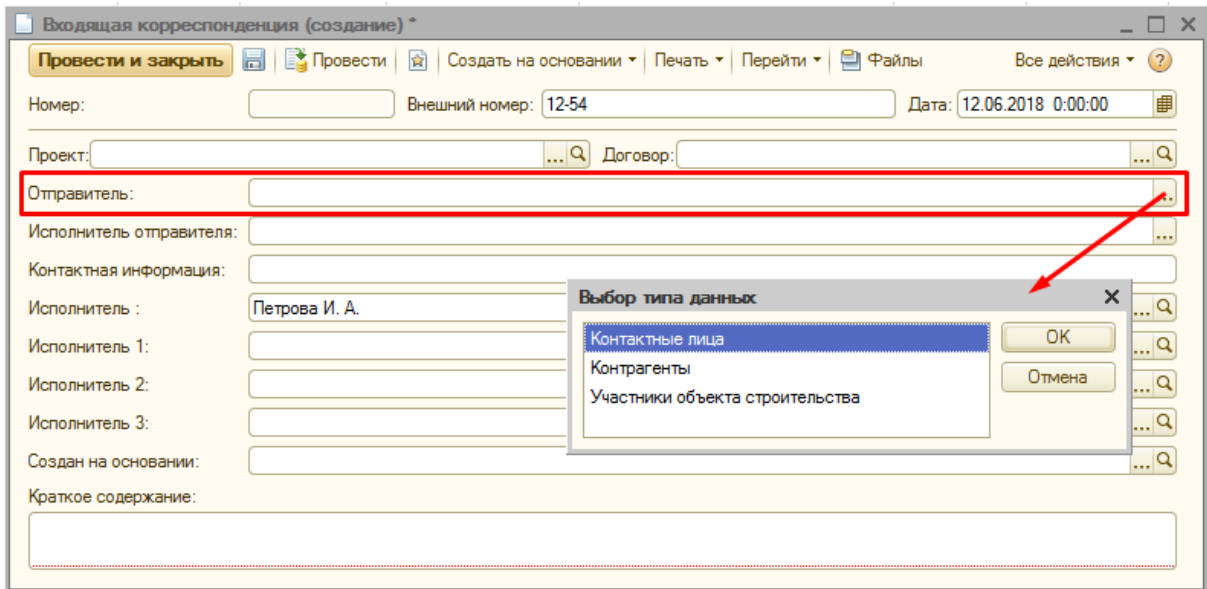 Входящая корреспонденция (создание) *
Провести и закрыть Провести Создать на основании Печать Перейти Файлы Все действия ?
Номер: Внешний номер: 12-54 Дата: 12.06.2018 0:00:00
Проект: ... Договор: ...
Отправитель: ...
Исполнитель отправителя: ...
Контактная информация:
Исполнитель : Петрова И. А. ...
Исполнитель 1: ...
Исполнитель 2: ...
Исполнитель 3: ...
Создан на основании: ...
Краткое содержание:
Выбор типа данных
Контактные лица
Контрагенты
Участники объекта строительства
OK
Отмена